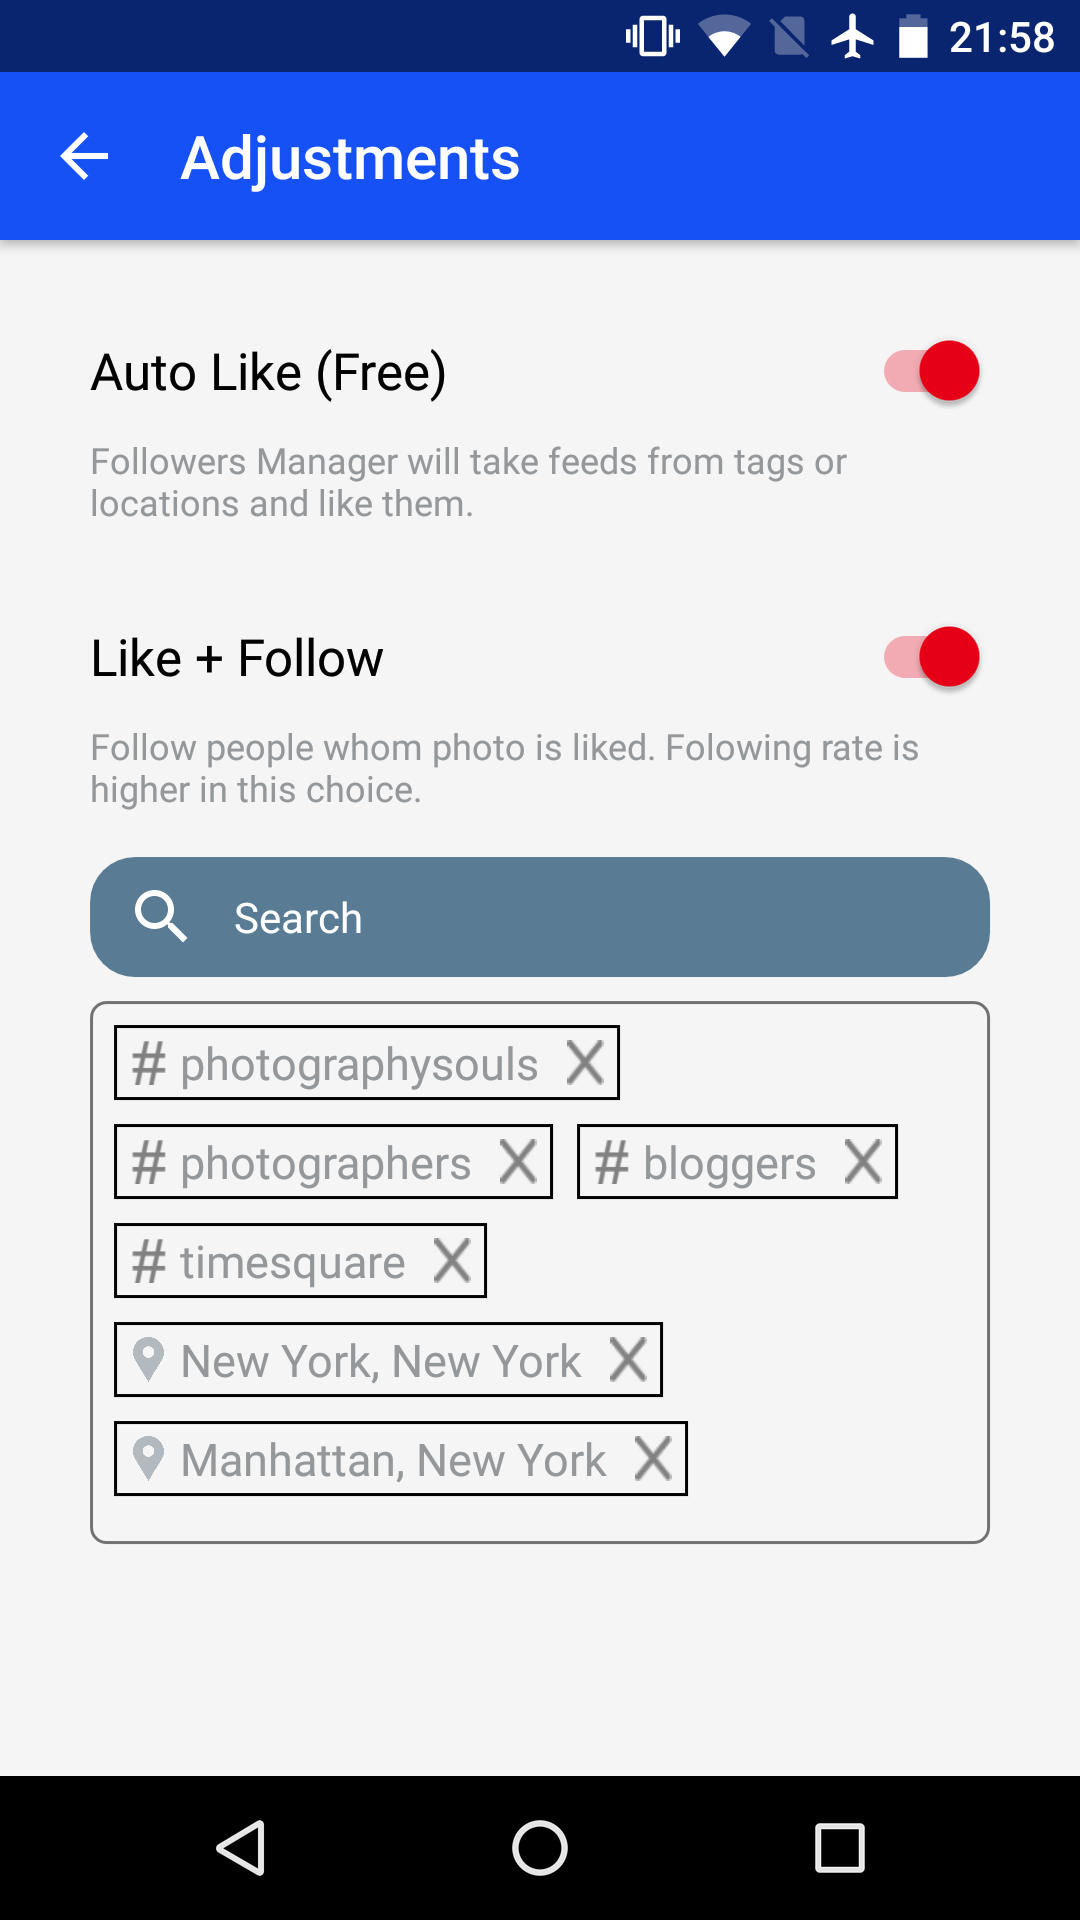 21:58
Adjustments
Auto Like (Free)
Followers Manager will take feeds from tags or
locations and like them.
Like + Follow
Follow people whom photo is liked. Folowing rate is
higher in this choice.
Search
# photographysouls X
# photographers X # bloggers X
# timesquare X
New York, New York X
Manhattan, New York X